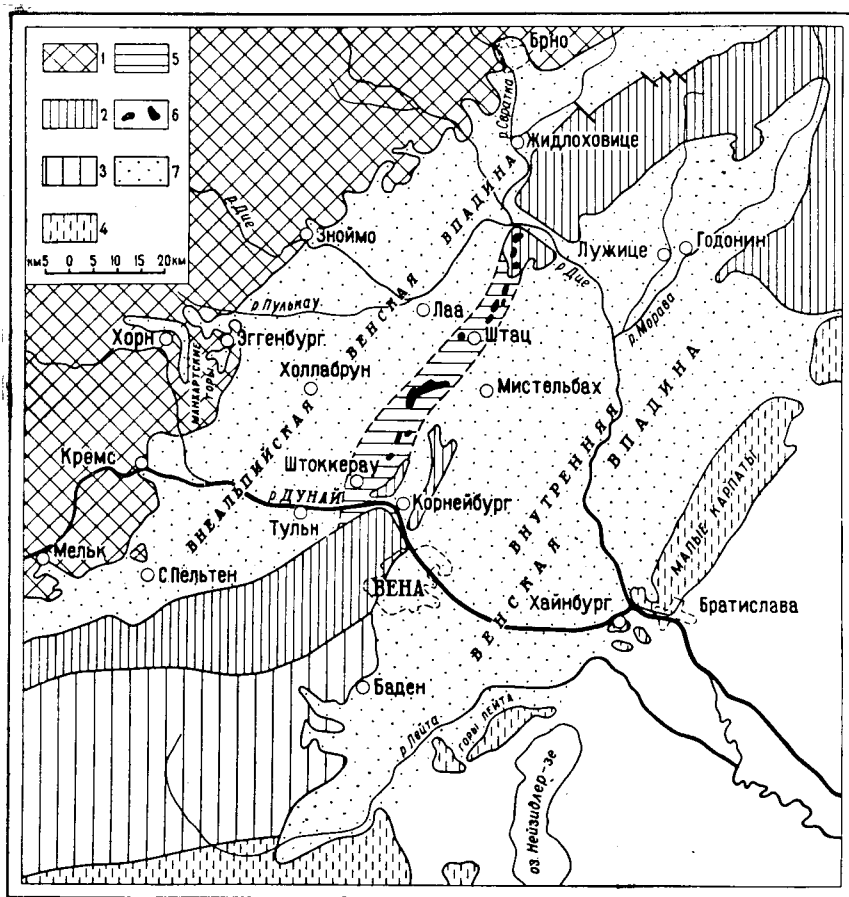 1
5
2
6
3
7
4
км5 0 5 10 15 20км
Брно
р. Свратка
Жидлоховице
р. Дие
Зноймо
Лужице
Годонин
р. Дие
р. Морава
р. Пулькау
Лаа
Хорн
Эггенбург
МАНХАРТСКИЕ ГОРЫ
Штац
Холлабрун
Мистельбах
ВНЕАЛЬПИЙСКАЯ ВЕНСКАЯ ВПАДИНА
Кремс
Штоккерау
р. ДУНАЙ
Корнейбург
Тульн
ВНУТРЕННЯЯ
ВЕНСКАЯ ВПАДИНА
МАЛЫЕ КАРПАТЫ
Мельк
С. Пельтен
ВЕНА
Хайнбург
Братислава
Баден
р. Лейта
ГОРЫ ЛЕЙТА
оз. Нейзидлер-зе